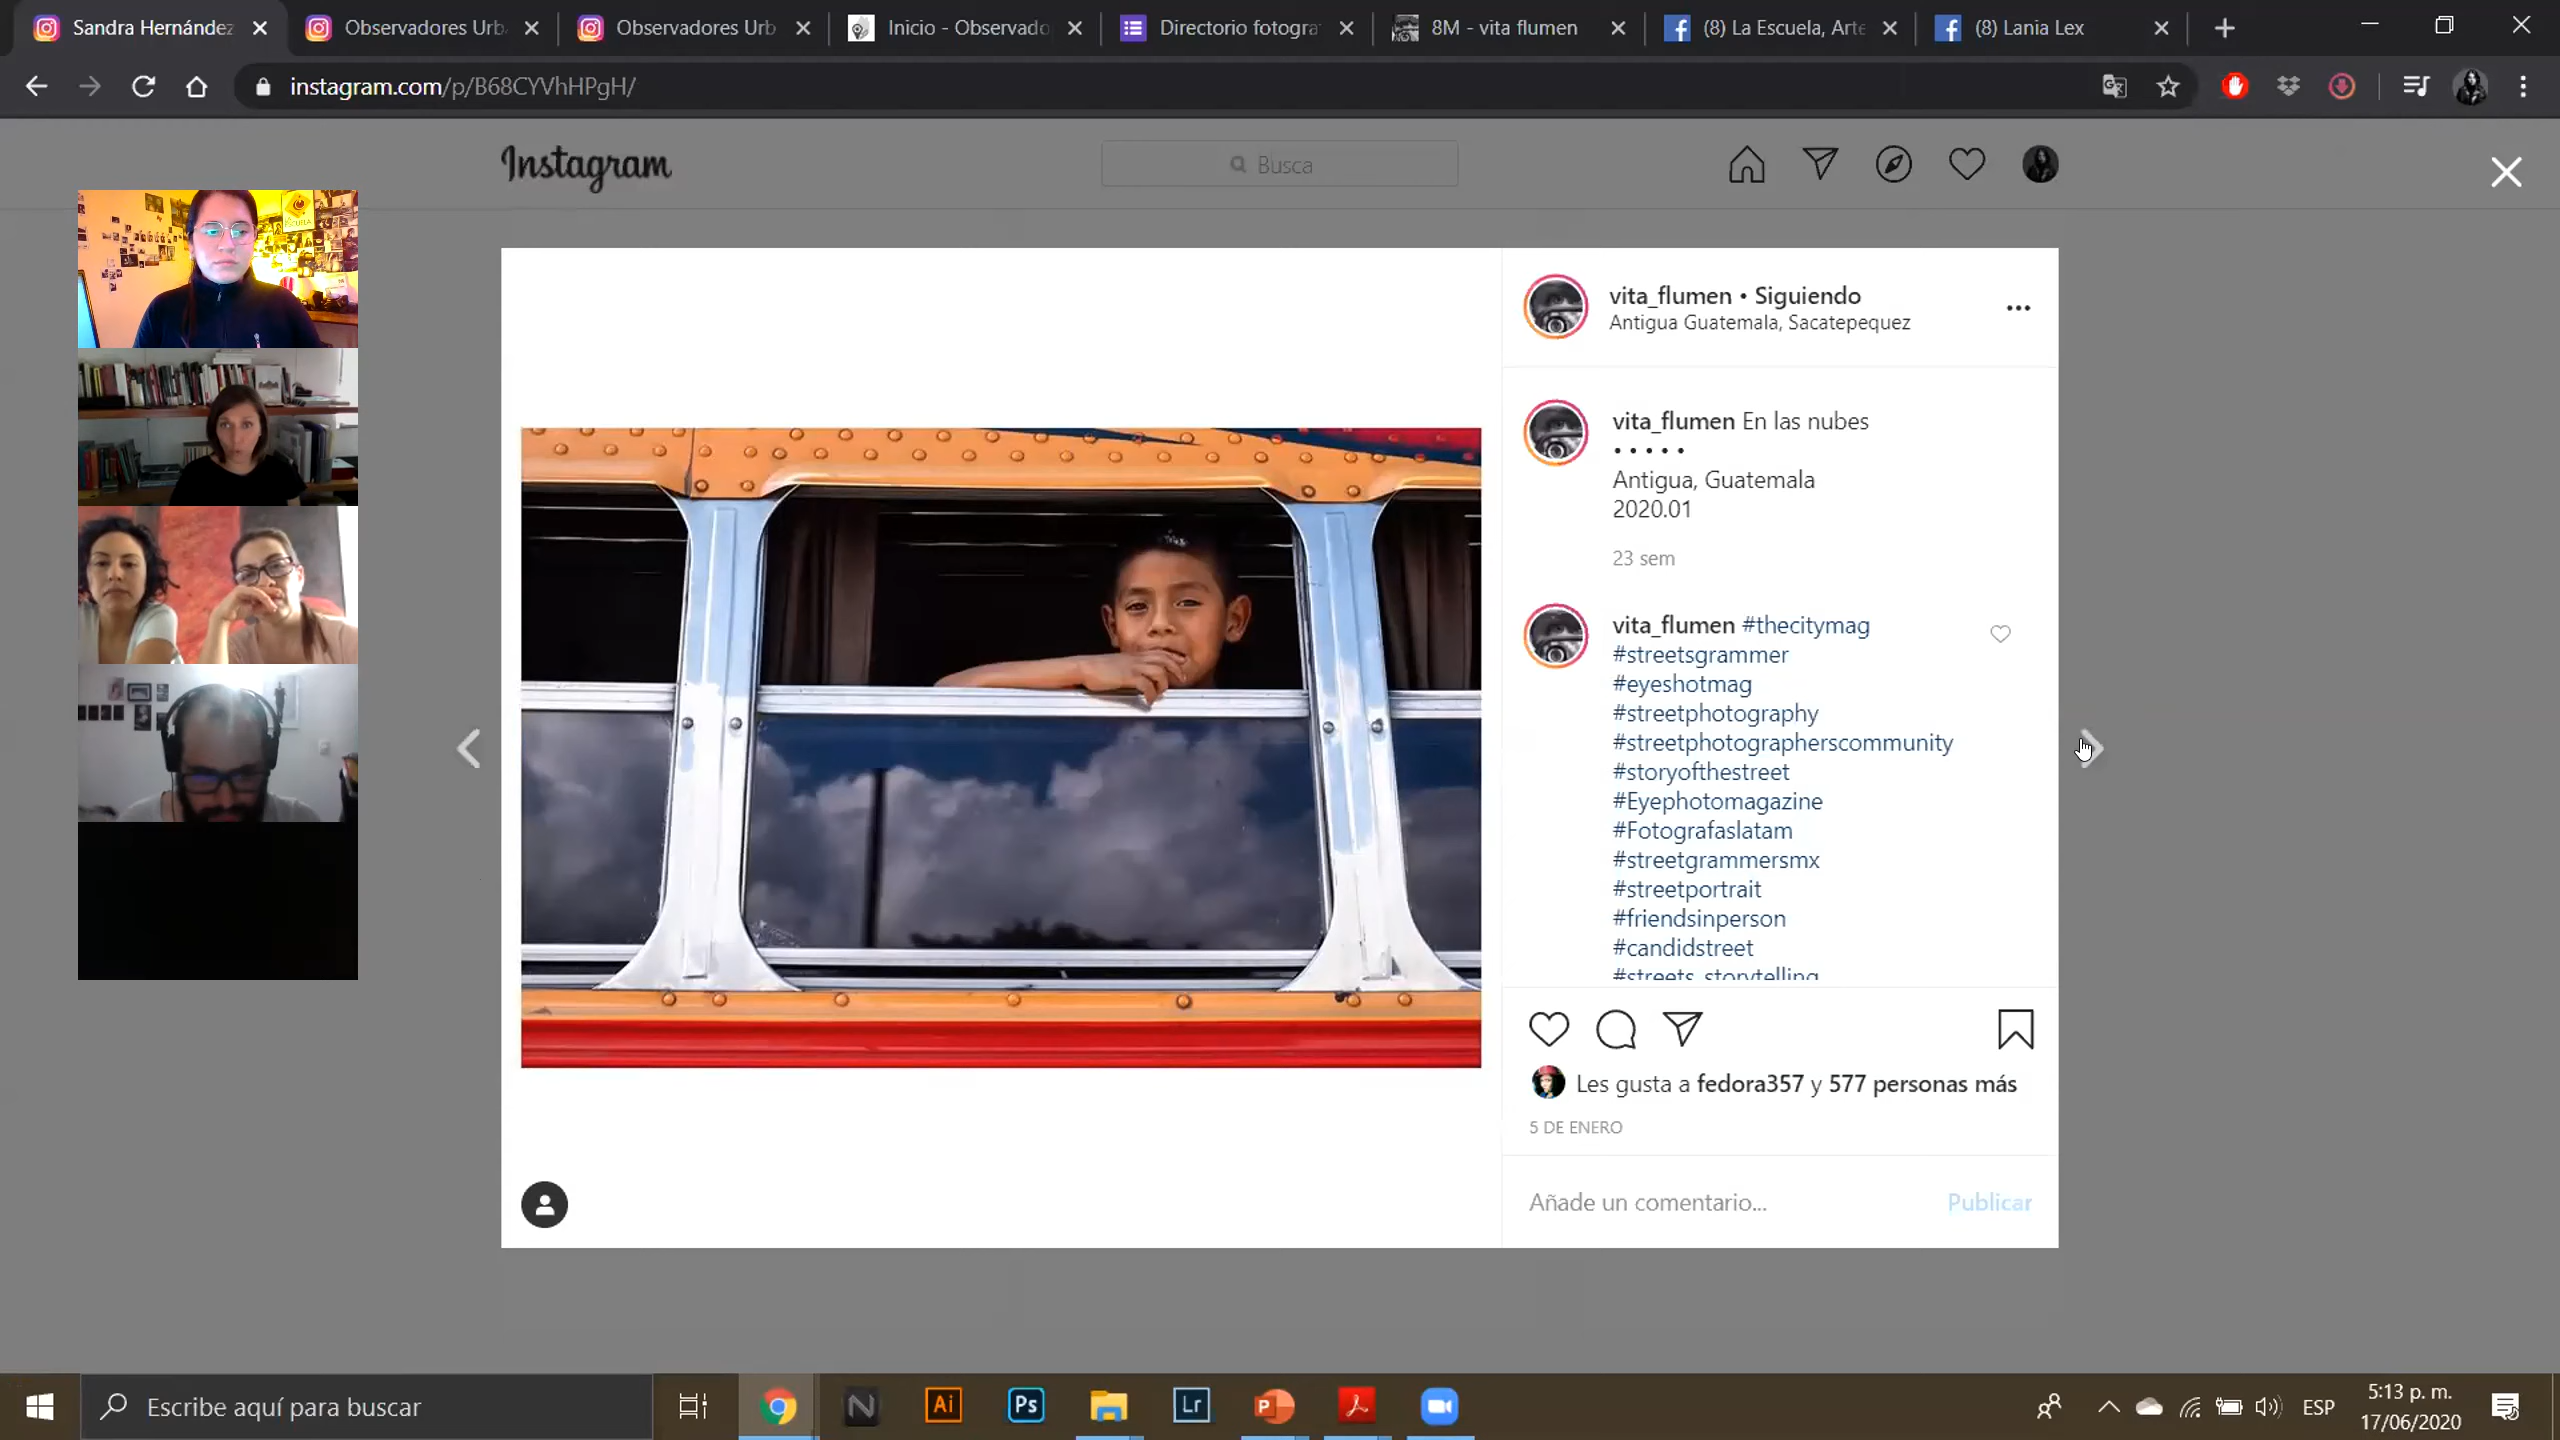 Sandra Hernández
Observadores Urb
Observadores Urb
Inicio - Observado
Directorio fotogra
8M - vita flumen
(8) La Escuela, Arte
(8) Lania Lex
instagram.com/p/B68CYVhHPgH/
Instagram
Busca
vita_flumen • Siguiendo
Antigua Guatemala, Sacatepequez
vita_flumen En las nubes
• • • • •
Antigua, Guatemala
2020.01
23 sem
vita_flumen #thecitymag
#streetsgrammer
#eyeshotmag
#streetphotography
#streetphotographerscommunity
#storyofthestreet
#Eyephotomagazine
#Fotografaslatam
#streetgrammersmx
#streetportrait
#friendsinperson
#candidstreet
#streets_storytelling
Les gusta a fedora357 y 577 personas más
5 DE ENERO
Añade un comentario...
Publicar
Escribe aquí para buscar
Ai
Ps
Lr
ESP
5:13 p. m.
17/06/2020